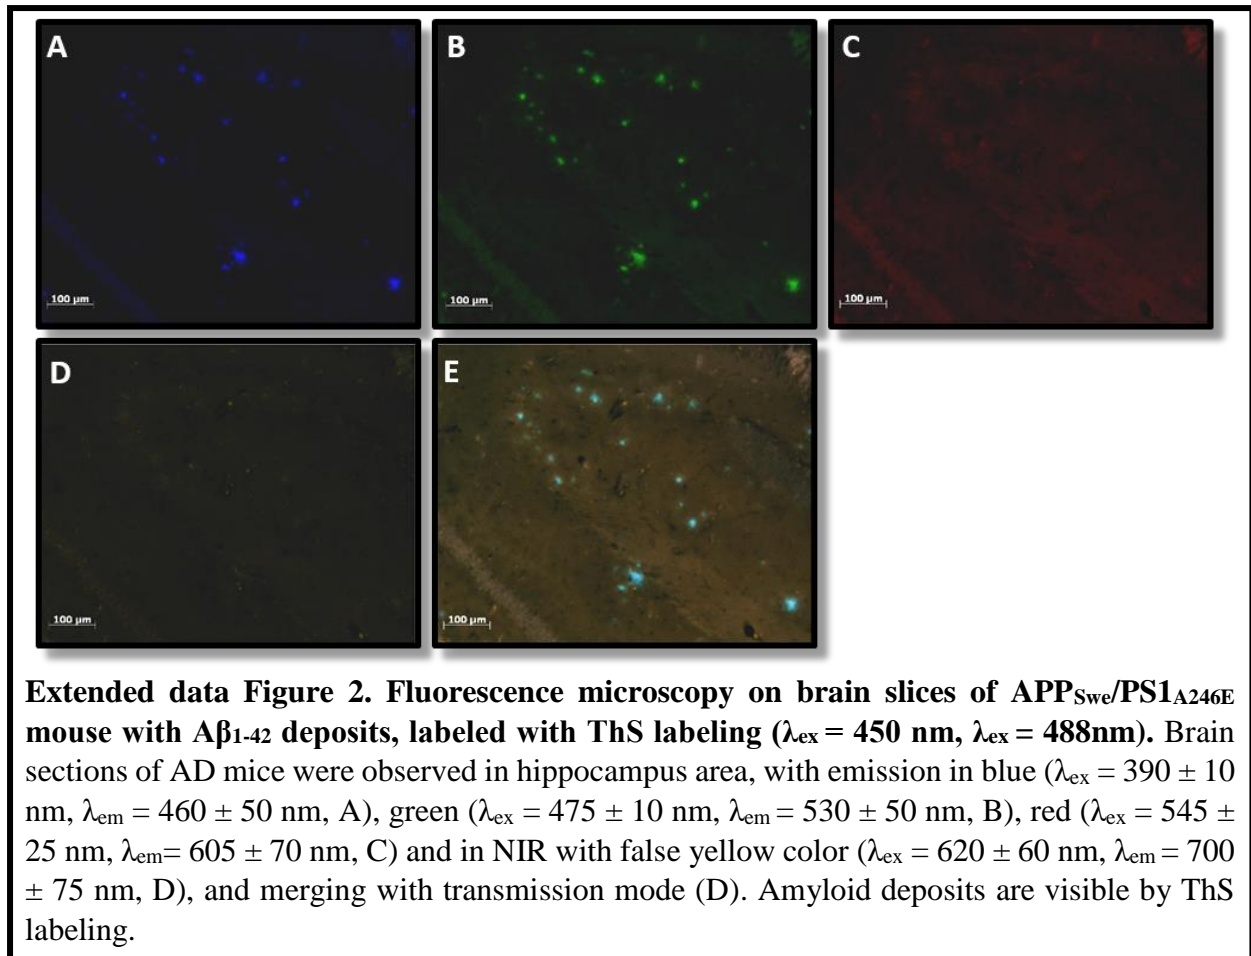 A
B
C
100 µm
100 µm
100 µm
D
E
100 µm
100 µm
Extended data Figure 2. Fluorescence microscopy on brain slices of APPSwe/PS1A246E
mouse with Aβ1-42 deposits, labeled with ThS labeling (λex = 450 nm, λex = 488nm). Brain
sections of AD mice were observed in hippocampus area, with emission in blue (λex = 390 ± 10
nm, λem = 460 ± 50 nm, A), green (λex = 475 ± 10 nm, λem = 530 ± 50 nm, B), red (λex = 545 ±
25 nm, λem= 605 ± 70 nm, C) and in NIR with false yellow color (λex = 620 ± 60 nm, λem = 700
± 75 nm, D), and merging with transmission mode (D). Amyloid deposits are visible by ThS
labeling.